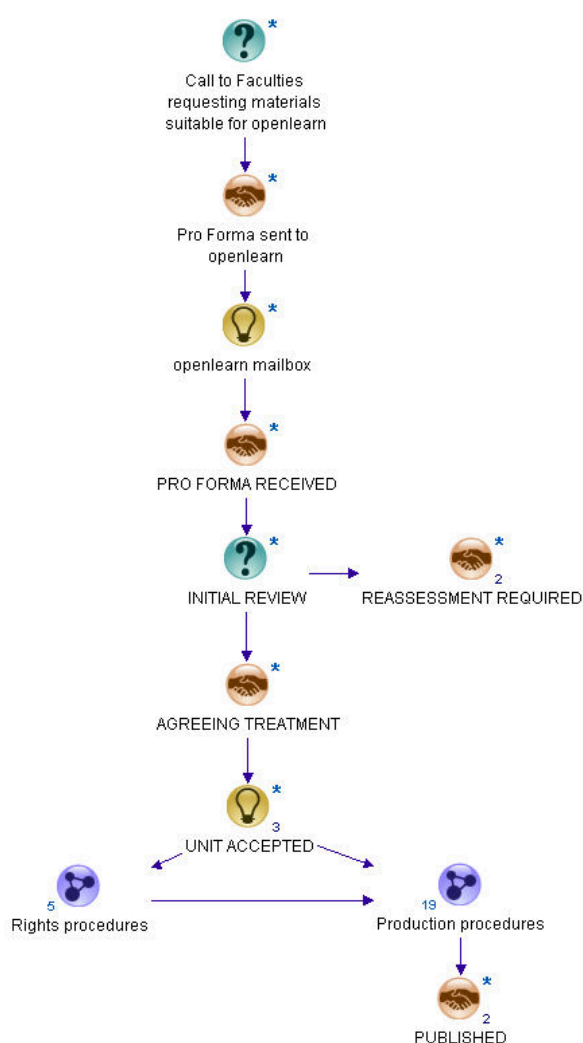 *
Call to Faculties
requesting materials
suitable for openlearn
*
Pro Forma sent to
openlearn
*
openlearn mailbox
*
PRO FORMA RECEIVED
*
INITIAL REVIEW
*
2
REASSESSMENT REQUIRED
*
AGREEING TREATMENT
*
3
UNIT ACCEPTED
5
Rights procedures
19
Production procedures
*
2
PUBLISHED